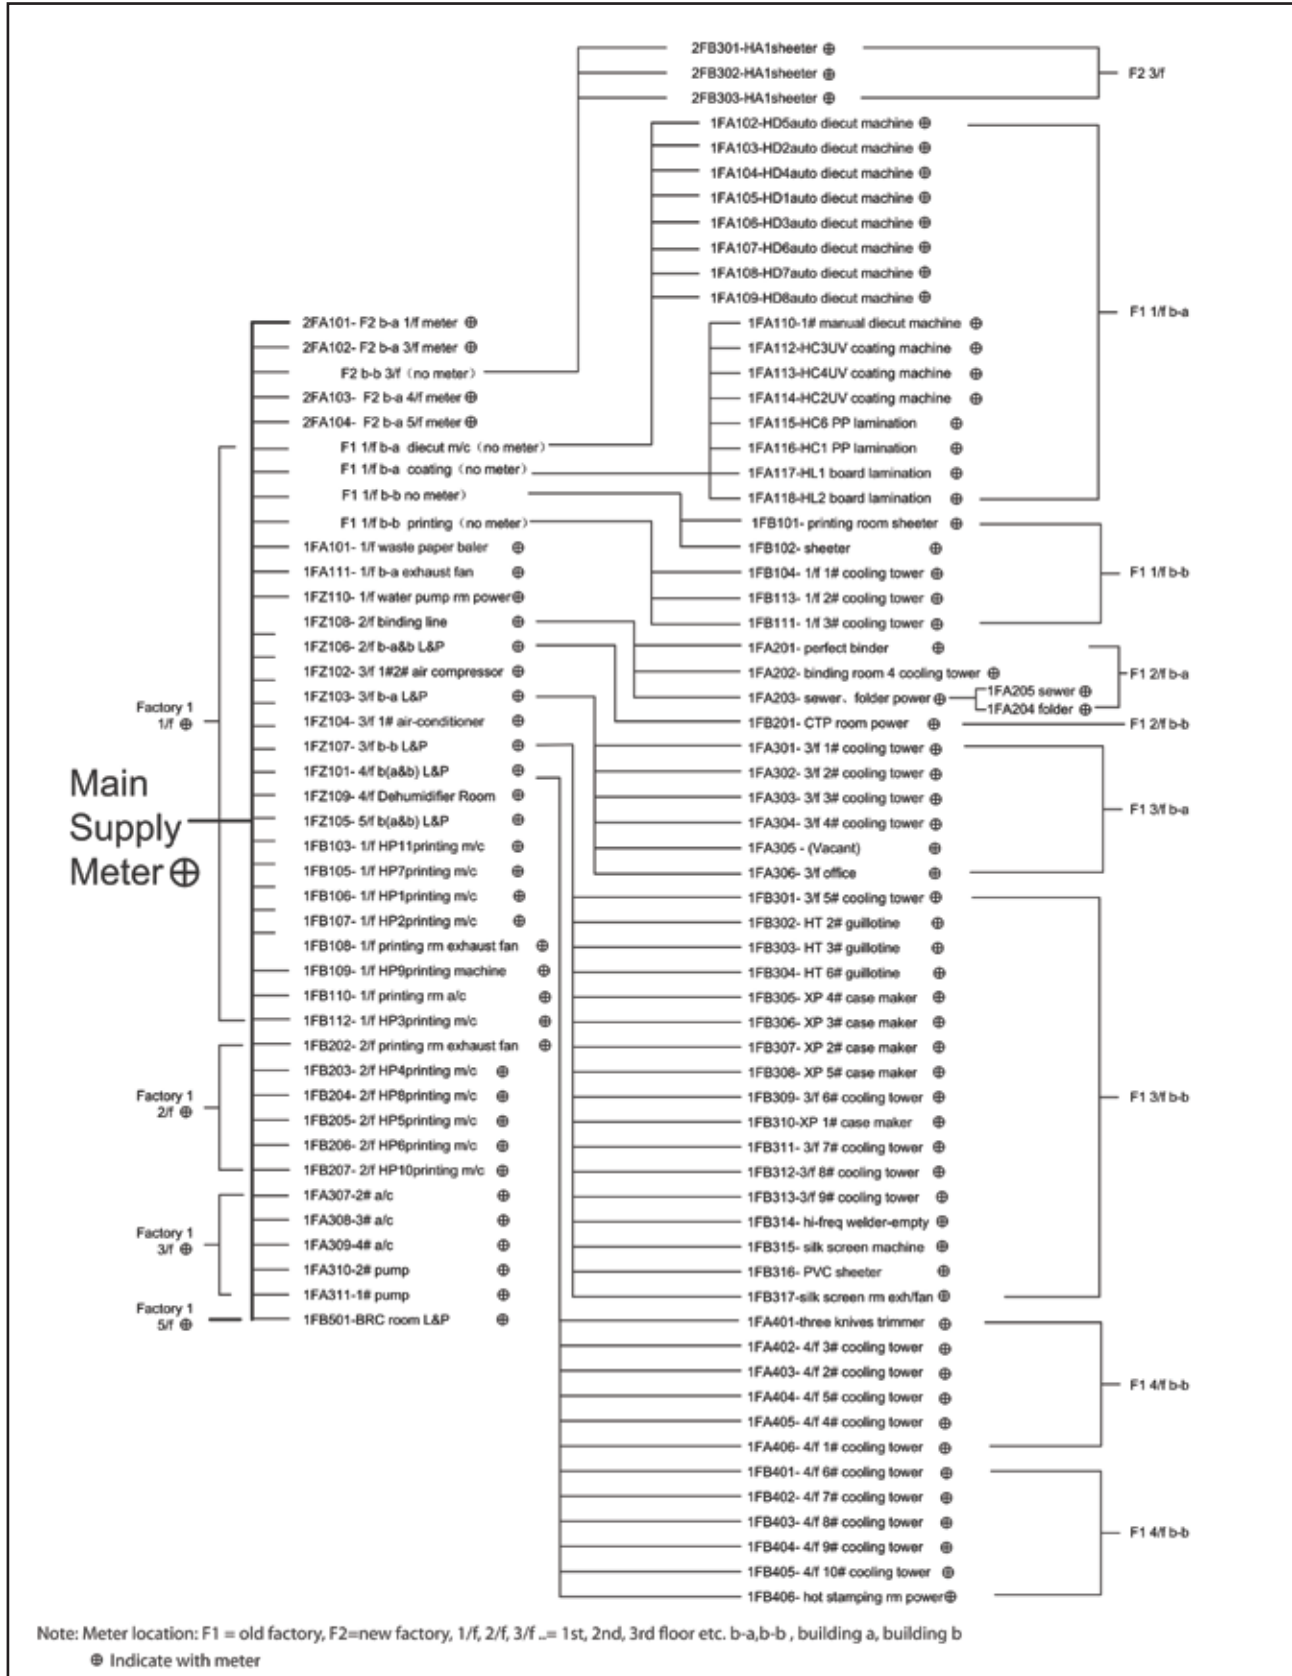 2FB301-HA1sheeter ⊕
2FB302-HA1sheeter ⊕
2FB303-HA1sheeter ⊕
F2 3/f
1FA102-HD5auto diecut machine ⊕
1FA103-HD2auto diecut machine ⊕
1FA104-HD4auto diecut machine ⊕
1FA105-HD1auto diecut machine ⊕
1FA106-HD3auto diecut machine ⊕
1FA107-HD6auto diecut machine ⊕
1FA108-HD7auto diecut machine ⊕
1FA109-HD8auto diecut machine ⊕
1FA110-1# manual diecut machine ⊕
1FA112-HC3UV coating machine ⊕
1FA113-HC4UV coating machine ⊕
1FA114-HC2UV coating machine ⊕
1FA115-HC6 PP lamination ⊕
1FA116-HC1 PP lamination ⊕
1FA117-HL1 board lamination ⊕
1FA118-HL2 board lamination ⊕
F1 1/f b-a
1FB101- printing room sheeter ⊕
1FB102- sheeter ⊕
1FB104- 1/f 1# cooling tower ⊕
1FB113- 1/f 2# cooling tower ⊕
1FB111- 1/f 3# cooling tower ⊕
F1 1/f b-b
1FA201- perfect binder ⊕
1FA202- binding room 4 cooling tower ⊕
1FA203- sewer、folder power ⊕
1FA205 sewer ⊕
1FA204 folder ⊕
F1 2/f b-a
1FB201- CTP room power ⊕
F1 2/f b-b
1FA301- 3/f 1# cooling tower ⊕
1FA302- 3/f 2# cooling tower ⊕
1FA303- 3/f 3# cooling tower ⊕
1FA304- 3/f 4# cooling tower ⊕
1FA305 - (Vacant) ⊕
1FA306- 3/f office ⊕
F1 3/f b-a
1FB301- 3/f 5# cooling tower ⊕
1FB302- HT 2# guillotine ⊕
1FB303- HT 3# guillotine ⊕
1FB304- HT 6# guillotine ⊕
1FB305- XP 4# case maker ⊕
1FB306- XP 3# case maker ⊕
1FB307- XP 2# case maker ⊕
1FB308- XP 5# case maker ⊕
1FB309- 3/f 6# cooling tower ⊕
1FB310-XP 1# case maker ⊕
1FB311- 3/f 7# cooling tower ⊕
1FB312-3/f 8# cooling tower ⊕
1FB313-3/f 9# cooling tower ⊕
1FB314- hi-freq welder-empty ⊕
1FB315- silk screen machine ⊕
1FB316- PVC sheeter ⊕
1FB317-silk screen rm exh/fan ⊕
F1 3/f b-b
1FA401-three knives trimmer ⊕
1FA402- 4/f 3# cooling tower ⊕
1FA403- 4/f 2# cooling tower ⊕
1FA404- 4/f 5# cooling tower ⊕
1FA405- 4/f 4# cooling tower ⊕
1FA406- 4/f 1# cooling tower ⊕
F1 4/f b-b
1FB401- 4/f 6# cooling tower ⊕
1FB402- 4/f 7# cooling tower ⊕
1FB403- 4/f 8# cooling tower ⊕
1FB404- 4/f 9# cooling tower ⊕
1FB405- 4/f 10# cooling tower ⊕
1FB406- hot stamping rm power⊕
F1 4/f b-b
2FA101- F2 b-a 1/f meter ⊕
2FA102- F2 b-a 3/f meter ⊕
F2 b-b 3/f (no meter)
2FA103- F2 b-a 4/f meter ⊕
2FA104- F2 b-a 5/f meter ⊕
F1 1/f b-a diecut m/c (no meter)
F1 1/f b-a coating (no meter)
F1 1/f b-b no meter)
F1 1/f b-b printing (no meter)
1FA101- 1/f waste paper baler ⊕
1FA111- 1/f b-a exhaust fan ⊕
1FZ110- 1/f water pump rm power⊕
1FZ108- 2/f binding line ⊕
1FZ106- 2/f b-a&b L&P ⊕
1FZ102- 3/f 1#2# air compressor ⊕
1FZ103- 3/f b-a L&P ⊕
1FZ104- 3/f 1# air-conditioner ⊕
1FZ107- 3/f b-b L&P ⊕
1FZ101- 4/f b(a&b) L&P ⊕
1FZ109- 4/f Dehumidifier Room ⊕
1FZ105- 5/f b(a&b) L&P ⊕
1FB103- 1/f HP11printing m/c ⊕
1FB105- 1/f HP7printing m/c ⊕
1FB106- 1/f HP1printing m/c ⊕
1FB107- 1/f HP2printing m/c ⊕
1FB108- 1/f printing rm exhaust fan ⊕
1FB109- 1/f HP9printing machine ⊕
1FB110- 1/f printing rm a/c ⊕
1FB112- 1/f HP3printing m/c ⊕
1FB202- 2/f printing rm exhaust fan ⊕
1FB203- 2/f HP4printing m/c ⊕
1FB204- 2/f HP8printing m/c ⊕
1FB205- 2/f HP5printing m/c ⊕
1FB206- 2/f HP6printing m/c ⊕
1FB207- 2/f HP10printing m/c ⊕
1FA307-2# a/c ⊕
1FA308-3# a/c ⊕
1FA309-4# a/c ⊕
1FA310-2# pump ⊕
1FA311-1# pump ⊕
1FB501-BRC room L&P ⊕
Factory 1
1/f ⊕
Main
Supply
Meter ⊕
Factory 1
2/f ⊕
Factory 1
3/f ⊕
Factory 1
5/f ⊕
Note: Meter location: F1 = old factory, F2=new factory, 1/f, 2/f, 3/f ..= 1st, 2nd, 3rd floor etc. b-a,b-b , building a, building b
⊕ Indicate with meter